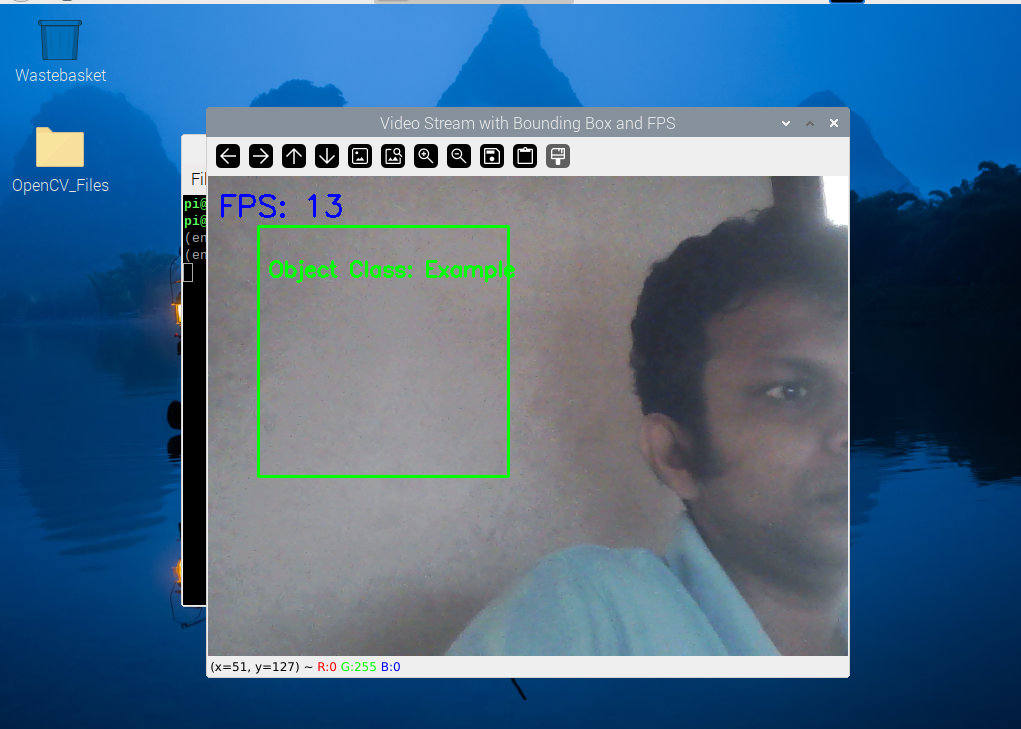 Wastebasket
OpenCV_Files
Video Stream with Bounding Box and FPS
Fil
pi@
pi@
(en
(en
FPS: 13
Object Class: Example
(x=51, y=127) ~ R:0 G:255 B:0